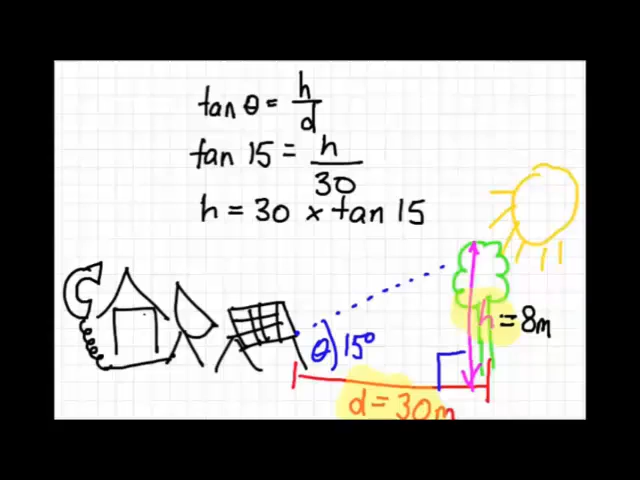 tan θ = h/d
tan 15 = h/30
h = 30 × tan 15
h = 8m
θ 15°
d = 30m